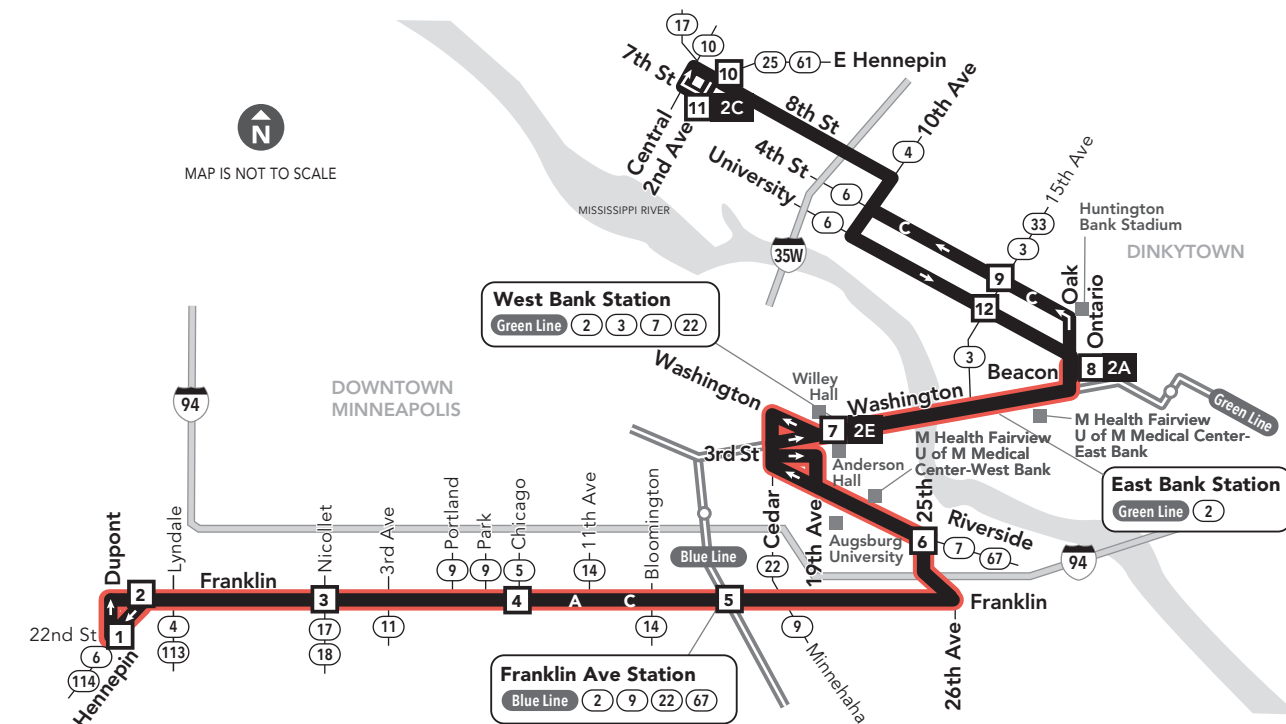 17
10
7th St
10
25
61
E Hennepin
11
2C
8th St
10th Ave
Central
2nd Ave
4th St
University
4
6
6
15th Ave
33
3
N
MAP IS NOT TO SCALE
MISSISSIPPI RIVER
35W
C
9
C
12
3
Huntington
Bank Stadium
DINKYTOWN
Oak
Ontario
Beacon
8
2A
West Bank Station
Green Line
2
3
7
22
Washington
Willey
Hall
Washington
7
2E
3rd St
Anderson
Hall
M Health Fairview
U of M Medical
Center-West Bank
M Health Fairview
U of M Medical Center-
East Bank
Green Line
East Bank Station
Green Line
2
94
DOWNTOWN
MINNEAPOLIS
25th
Riverside
6
7
67
94
Augsburg
University
19th Ave
Cedar
22
9
Minnehaha
Blue Line
Dupont
Lyndale
Franklin
Nicollet
3rd Ave
Portland
9
Park
9
Chicago
5
11th Ave
14
Bloomington
2
3
4
A
C
5
Franklin
26th Ave
22nd St
1
6
114
Hennepin
4
113
17
18
11
14
Franklin Ave Station
Blue Line
2
9
22
67